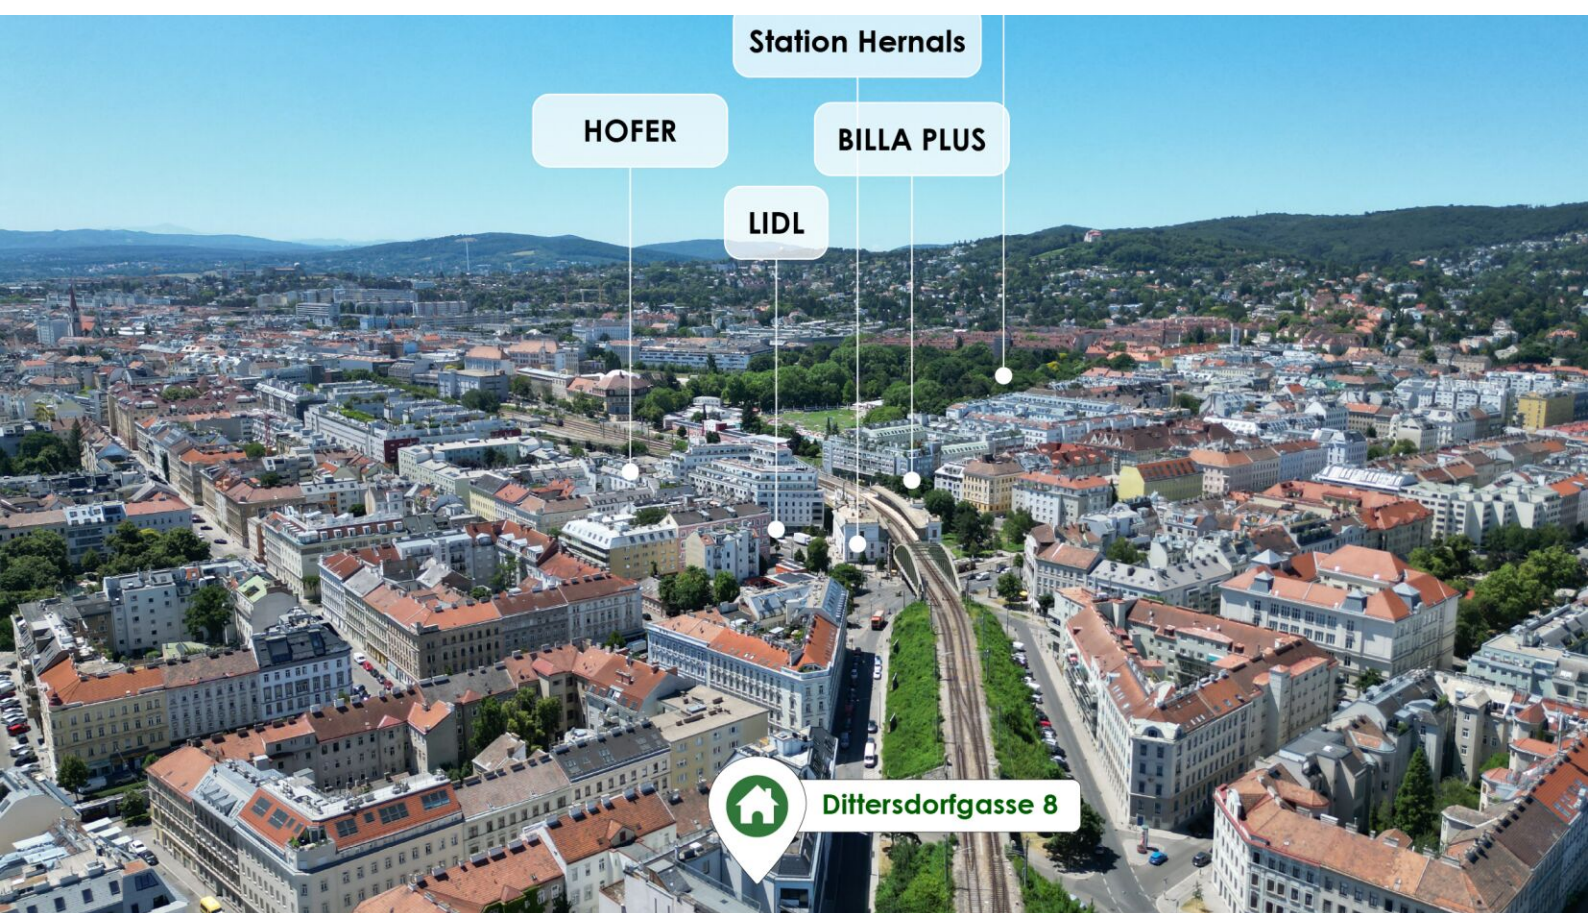 Station Hernals
HOFER
BILLA PLUS
LIDL
Dittersdorfgasse 8